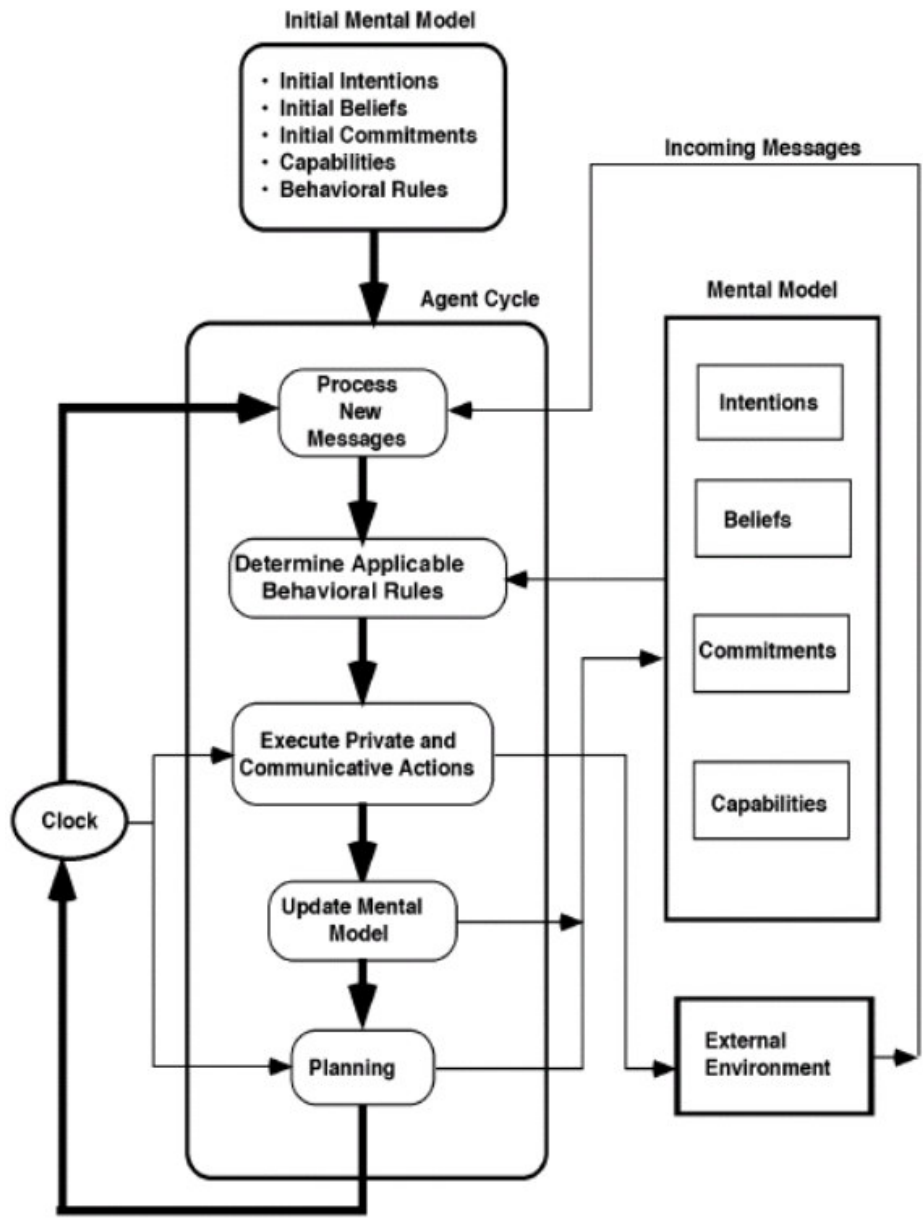 Initial Mental Model
• Initial Intentions
• Initial Beliefs
• Initial Commitments
• Capabilities
• Behavioral Rules
Incoming Messages
Agent Cycle
Mental Model
Process
New
Messages
Intentions
Beliefs
Determine Applicable
Behavioral Rules
Commitments
Execute Private and
Communicative Actions
Capabilities
Clock
Update Mental
Model
Planning
External
Environment